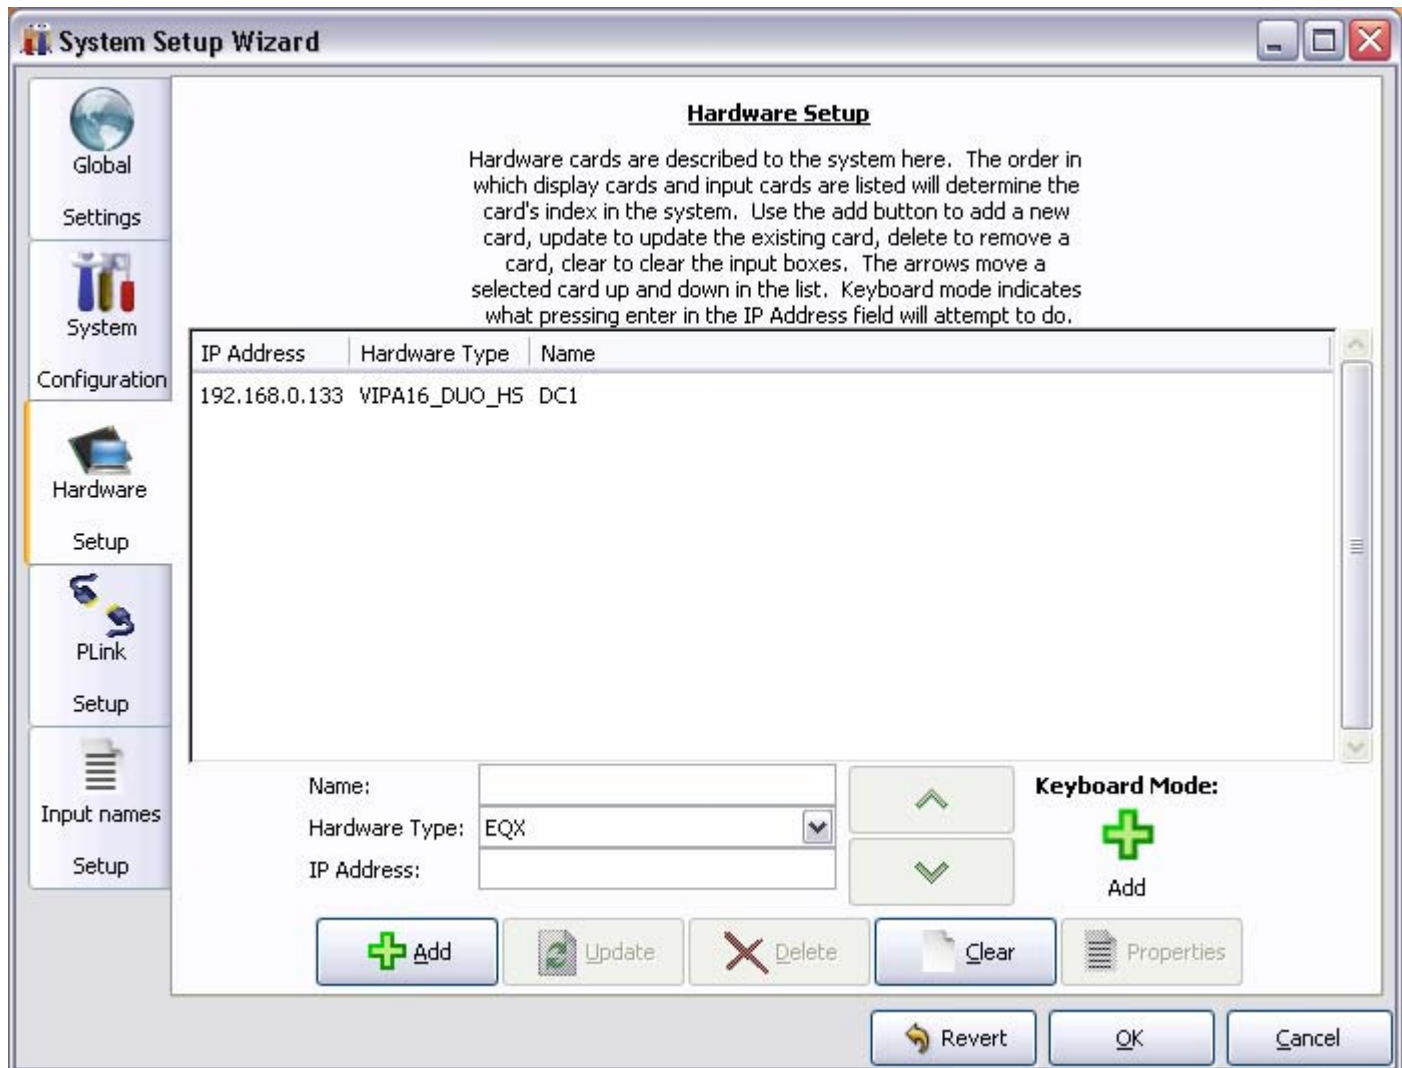 System Setup Wizard
Global
Settings
System
Configuration
Hardware
Setup
PLink
Setup
Input names
Setup
Hardware Setup
Hardware cards are described to the system here. The order in
which display cards and input cards are listed will determine the
card's index in the system. Use the add button to add a new
card, update to update the existing card, delete to remove a
card, clear to clear the input boxes. The arrows move a
selected card up and down in the list. Keyboard mode indicates
what pressing enter in the IP Address field will attempt to do.
IP Address Hardware Type Name
192.168.0.133 VIPA16_DUO_HS DC1
Name:
Hardware Type: EQX
IP Address:
Keyboard Mode:
Add
Add Update Delete Clear Properties
Revert OK Cancel